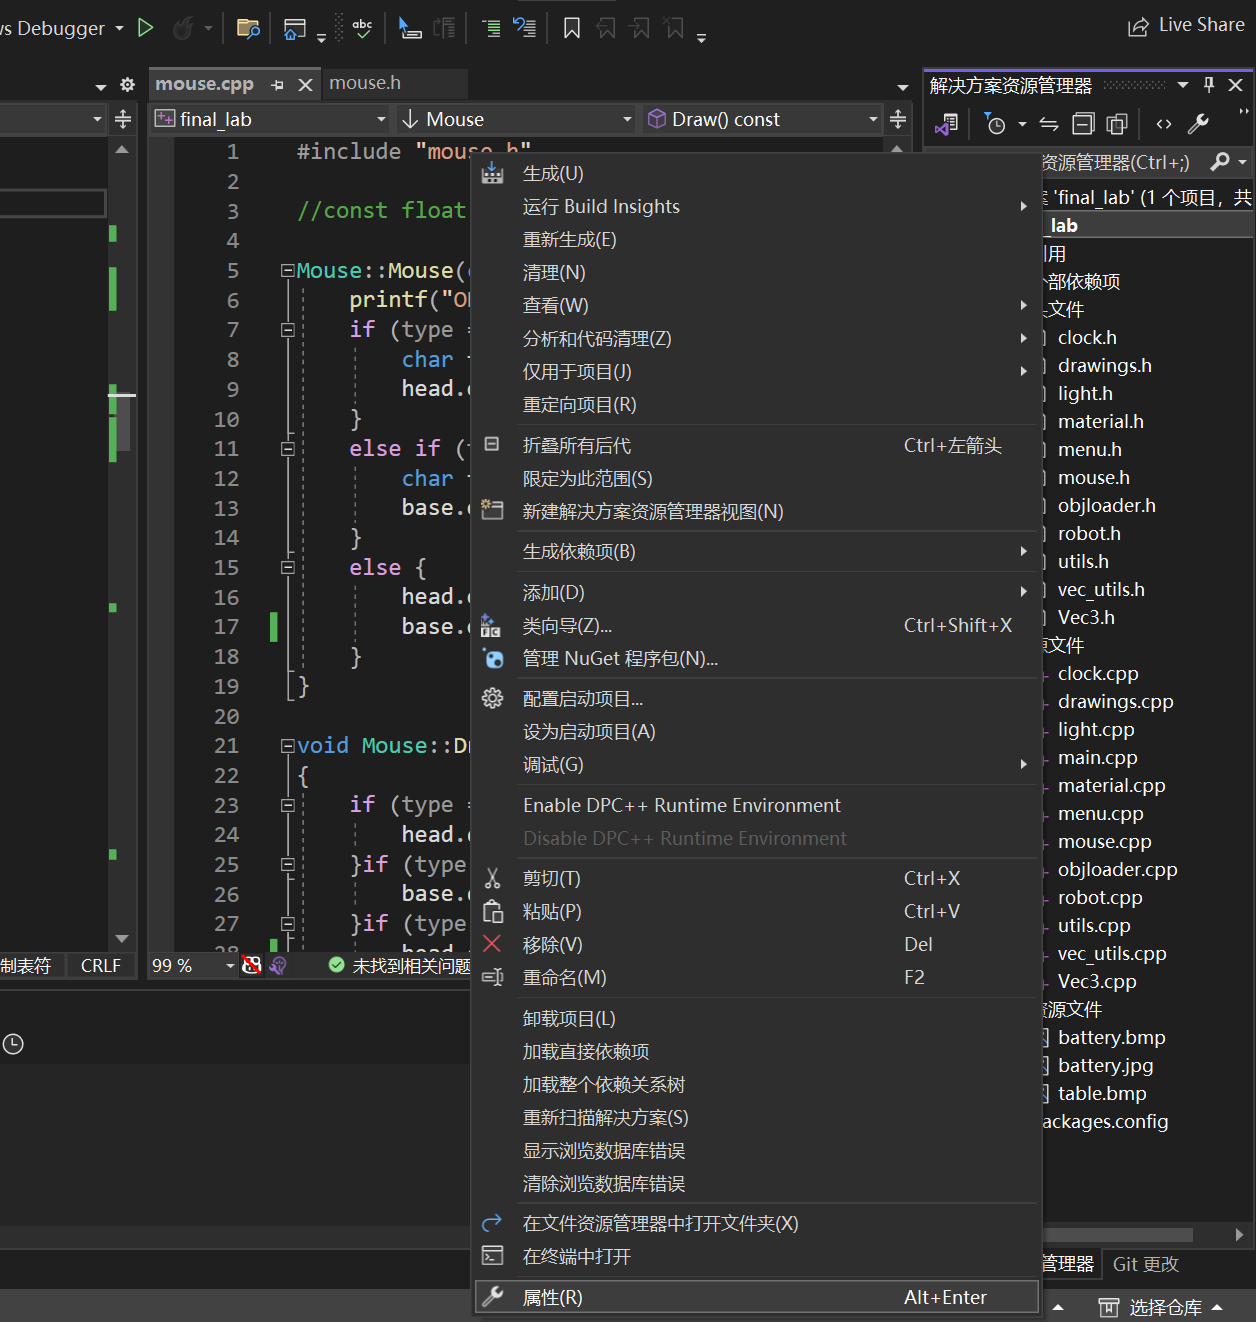 s Debugger
abc
Live Share
mouse.cpp
mouse.h
final_lab
Mouse
Draw() const
解决方案资源管理器
1 #include "mouse.h"
2
3 //const float
4
5 Mouse::Mouse(
6 printf("O
7 if (type =
8 char
9 head.
10 }
11 else if (
12 char
13 base.
14 }
15 else {
16 head.
17 base.
18 }
19 }
20
21 void Mouse::D
22 {
23 if (type =
24 head.
25 }if (type
26 base.
27 }if (type
28 head
制表符
CRLF
99 %
未找到相关问题
生成(U)
运行 Build Insights
重新生成(E)
清理(N)
查看(W)
分析和代码清理(Z)
仅用于项目(J)
重定向项目(R)
折叠所有后代 Ctrl+左箭头
限定为此范围(S)
新建解决方案资源管理器视图(N)
生成依赖项(B)
添加(D)
类向导(Z)... Ctrl+Shift+X
管理 NuGet 程序包(N)...
配置启动项目...
设为启动项目(A)
调试(G)
Enable DPC++ Runtime Environment
Disable DPC++ Runtime Environment
剪切(T) Ctrl+X
粘贴(P) Ctrl+V
移除(V) Del
重命名(M) F2
卸载项目(L)
加载直接依赖项
加载整个依赖关系树
重新扫描解决方案(S)
显示浏览数据库错误
清除浏览数据库错误
在文件资源管理器中打开文件夹(X)
在终端中打开
属性(R) Alt+Enter
资源管理器(Ctrl+;)
'final_lab' (1 个项目，共
_lab
用
部依赖项
文件
clock.h
drawings.h
light.h
material.h
menu.h
mouse.h
objloader.h
robot.h
utils.h
vec_utils.h
Vec3.h
文件
clock.cpp
drawings.cpp
light.cpp
main.cpp
material.cpp
menu.cpp
mouse.cpp
objloader.cpp
robot.cpp
utils.cpp
vec_utils.cpp
Vec3.cpp
源文件
battery.bmp
battery.jpg
table.bmp
ackages.config
管理器
Git 更改
选择仓库